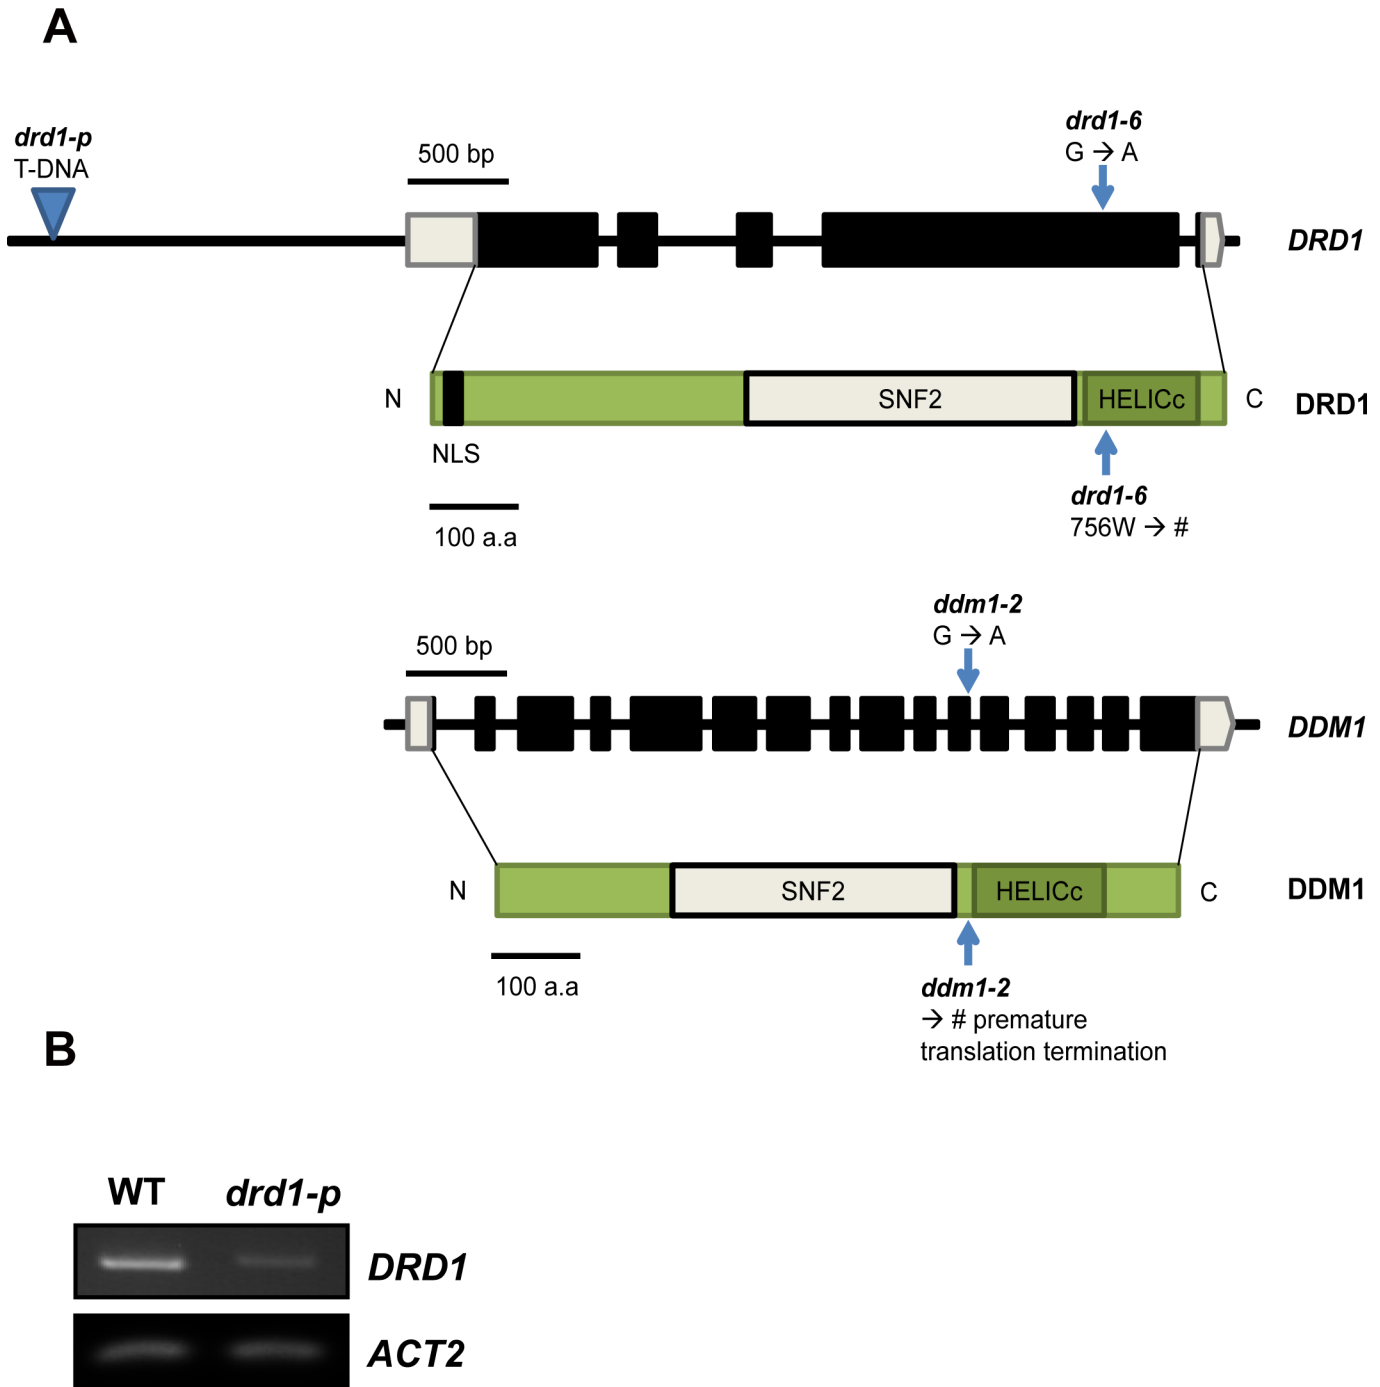 A
drd1-p
T-DNA
500 bp
drd1-6
G → A
DRD1
N
SNF2
HELICc
C
DRD1
NLS
100 a.a
drd1-6
756W → #
ddm1-2
G → A
500 bp
DDM1
N
SNF2
HELICc
C
DDM1
100 a.a
ddm1-2
→ # premature
translation termination
B
WT
drd1-p
DRD1
ACT2